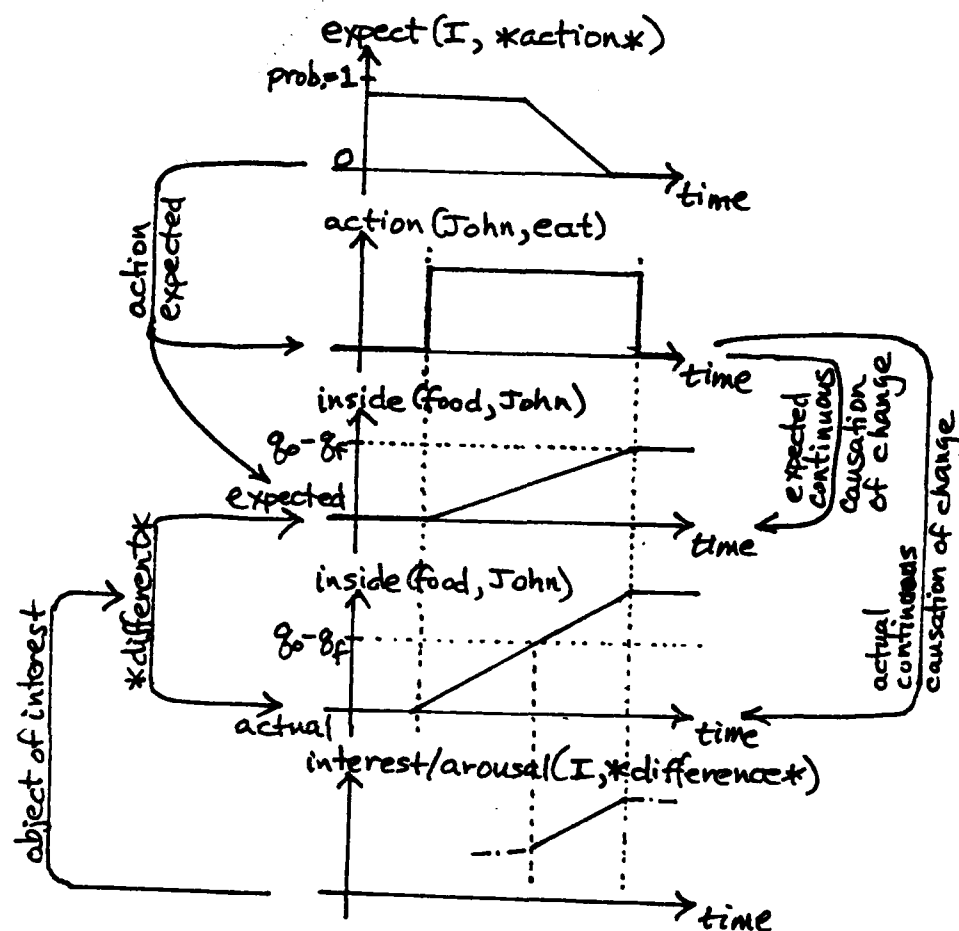 expect(I, *action*)
prob.=1
0
time
action
expected
action(John,eat)
time
inside(food,John)
q₀-q_f
expected
time
expected
continuous
causation
of change
*different*
inside(food,John)
q₀-q_f
actual
time
actual
continuous
causation of change
object of interest
interest/arousal(I,*difference*)
time